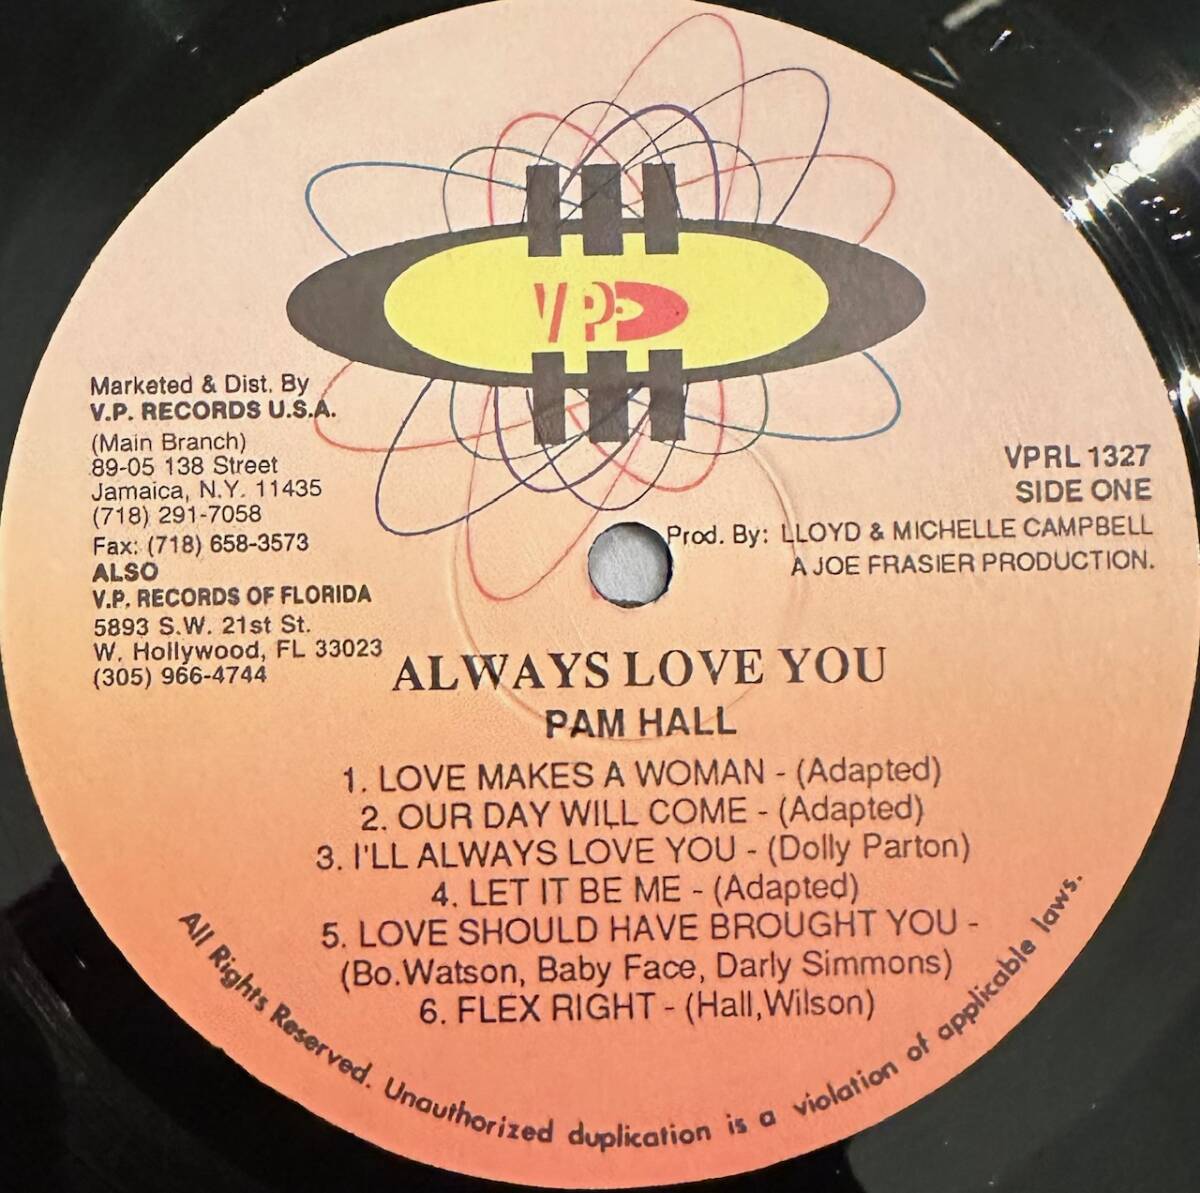 VP
Marketed & Dist. By
V.P. RECORDS U.S.A.
(Main Branch)
89-05 138 Street
Jamaica, N.Y. 11435
(718) 291-7058
Fax: (718) 658-3573
ALSO
V.P. RECORDS OF FLORIDA
5893 S.W. 21st St.
W. Hollywood, FL 33023
(305) 966-4744
VPRL 1327
SIDE ONE
Prod. By: LLOYD & MICHELLE CAMPBELL
A JOE FRASIER PRODUCTION.
ALWAYS LOVE YOU
PAM HALL
1. LOVE MAKES A WOMAN - (Adapted)
2. OUR DAY WILL COME - (Adapted)
3. I'LL ALWAYS LOVE YOU - (Dolly Parton)
4. LET IT BE ME - (Adapted)
5. LOVE SHOULD HAVE BROUGHT YOU -
(Bo.Watson, Baby Face, Darly Simmons)
6. FLEX RIGHT - (Hall,Wilson)
All Rights Reserved. Unauthorized duplication is a violation of applicable laws.